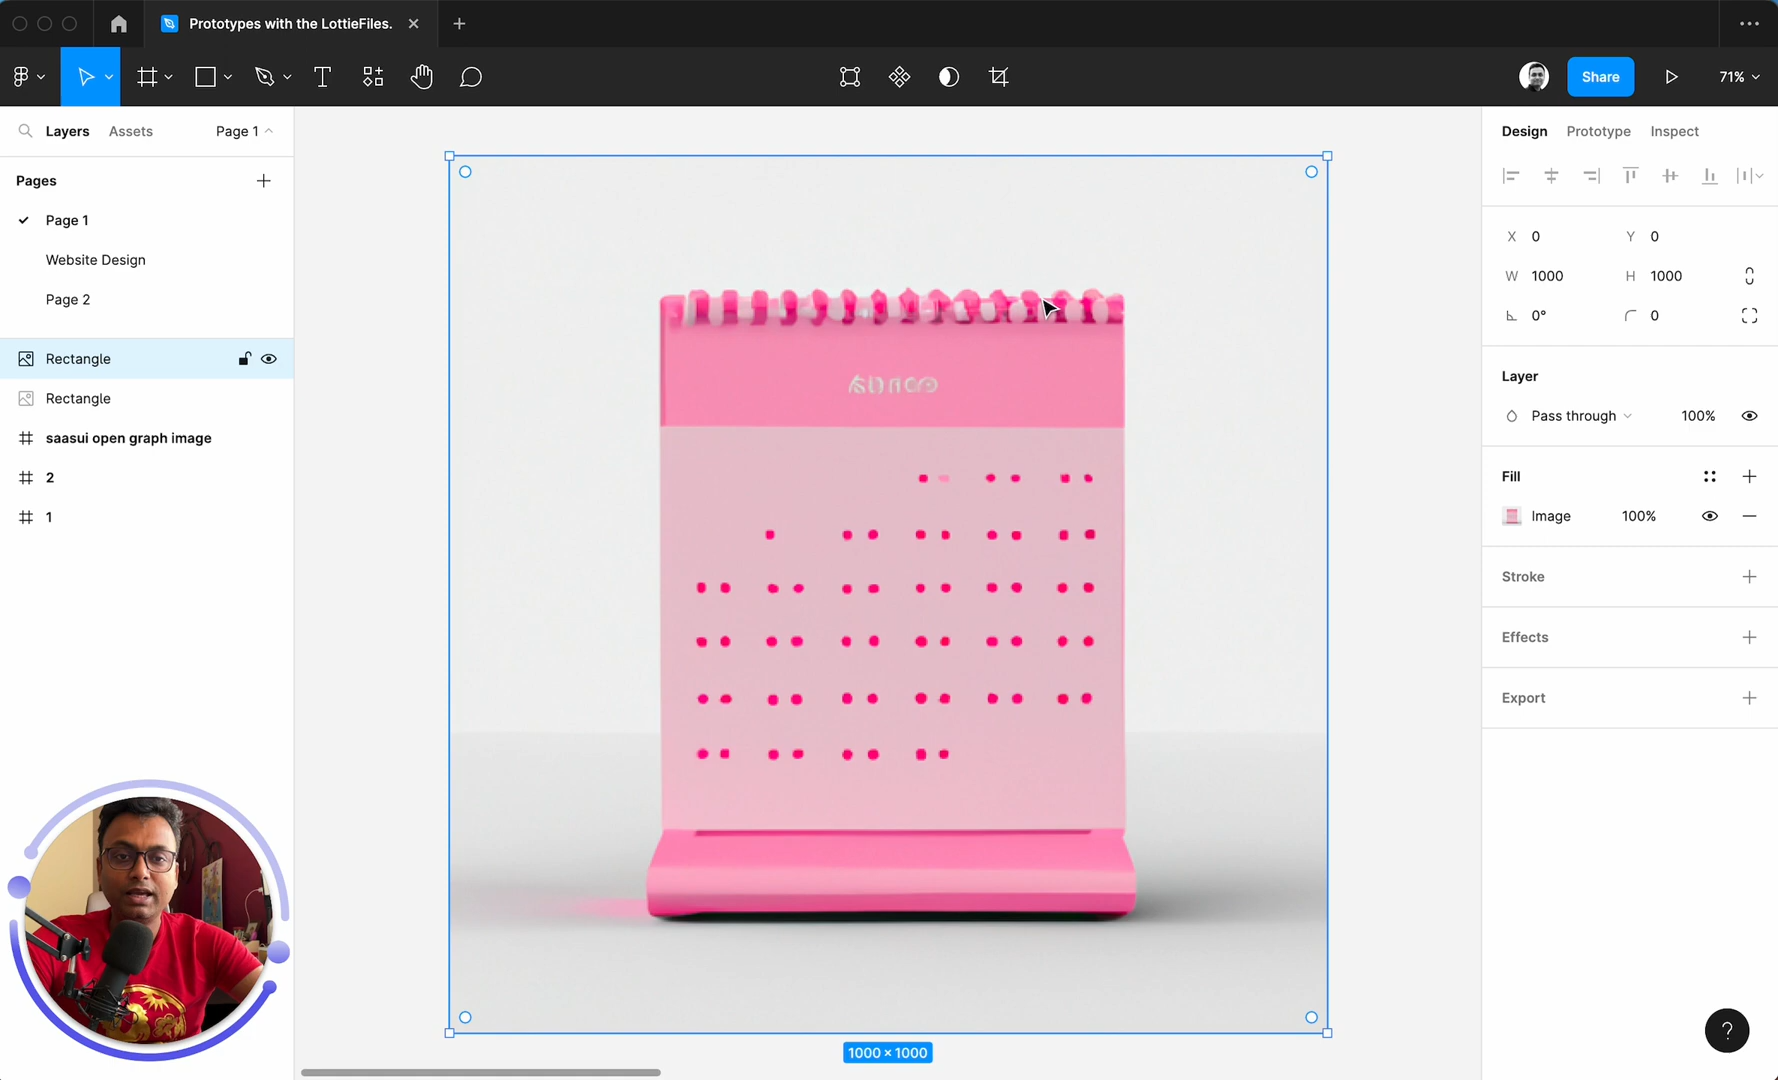 Prototypes with the LottieFiles.
Share
71%
Layers
Assets
Page 1
Design
Prototype
Inspect
Pages
Page 1
Website Design
Page 2
Rectangle
Rectangle
saasui open graph image
2
1
X 0
Y 0
W 1000
H 1000
0°
0
Layer
Pass through
100%
Fill
Image
100%
Stroke
Effects
Export
1000 × 1000
?